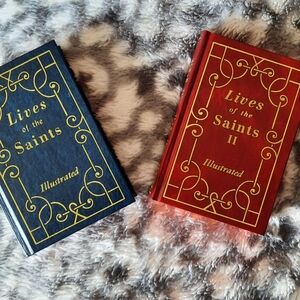 Lives
of the
Saints
Illustrated
Lives
of the
Saints
II
Illustrated